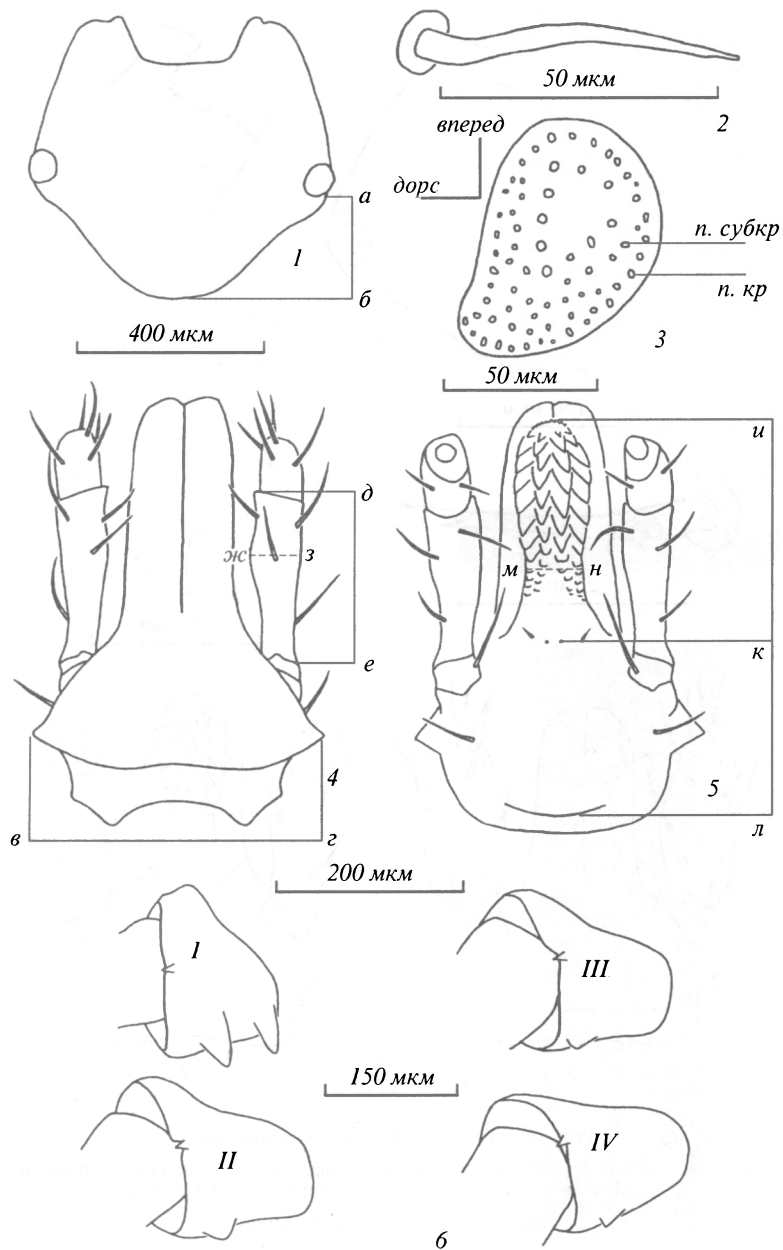 50 мкм
2
вперед
дорс
а
п. субкр
1
п. кр
б
3
400 мкм
50 мкм
и
д
ж
з
м
н
к
е
4
5
в
г
л
200 мкм
I
III
150 мкм
II
IV
6